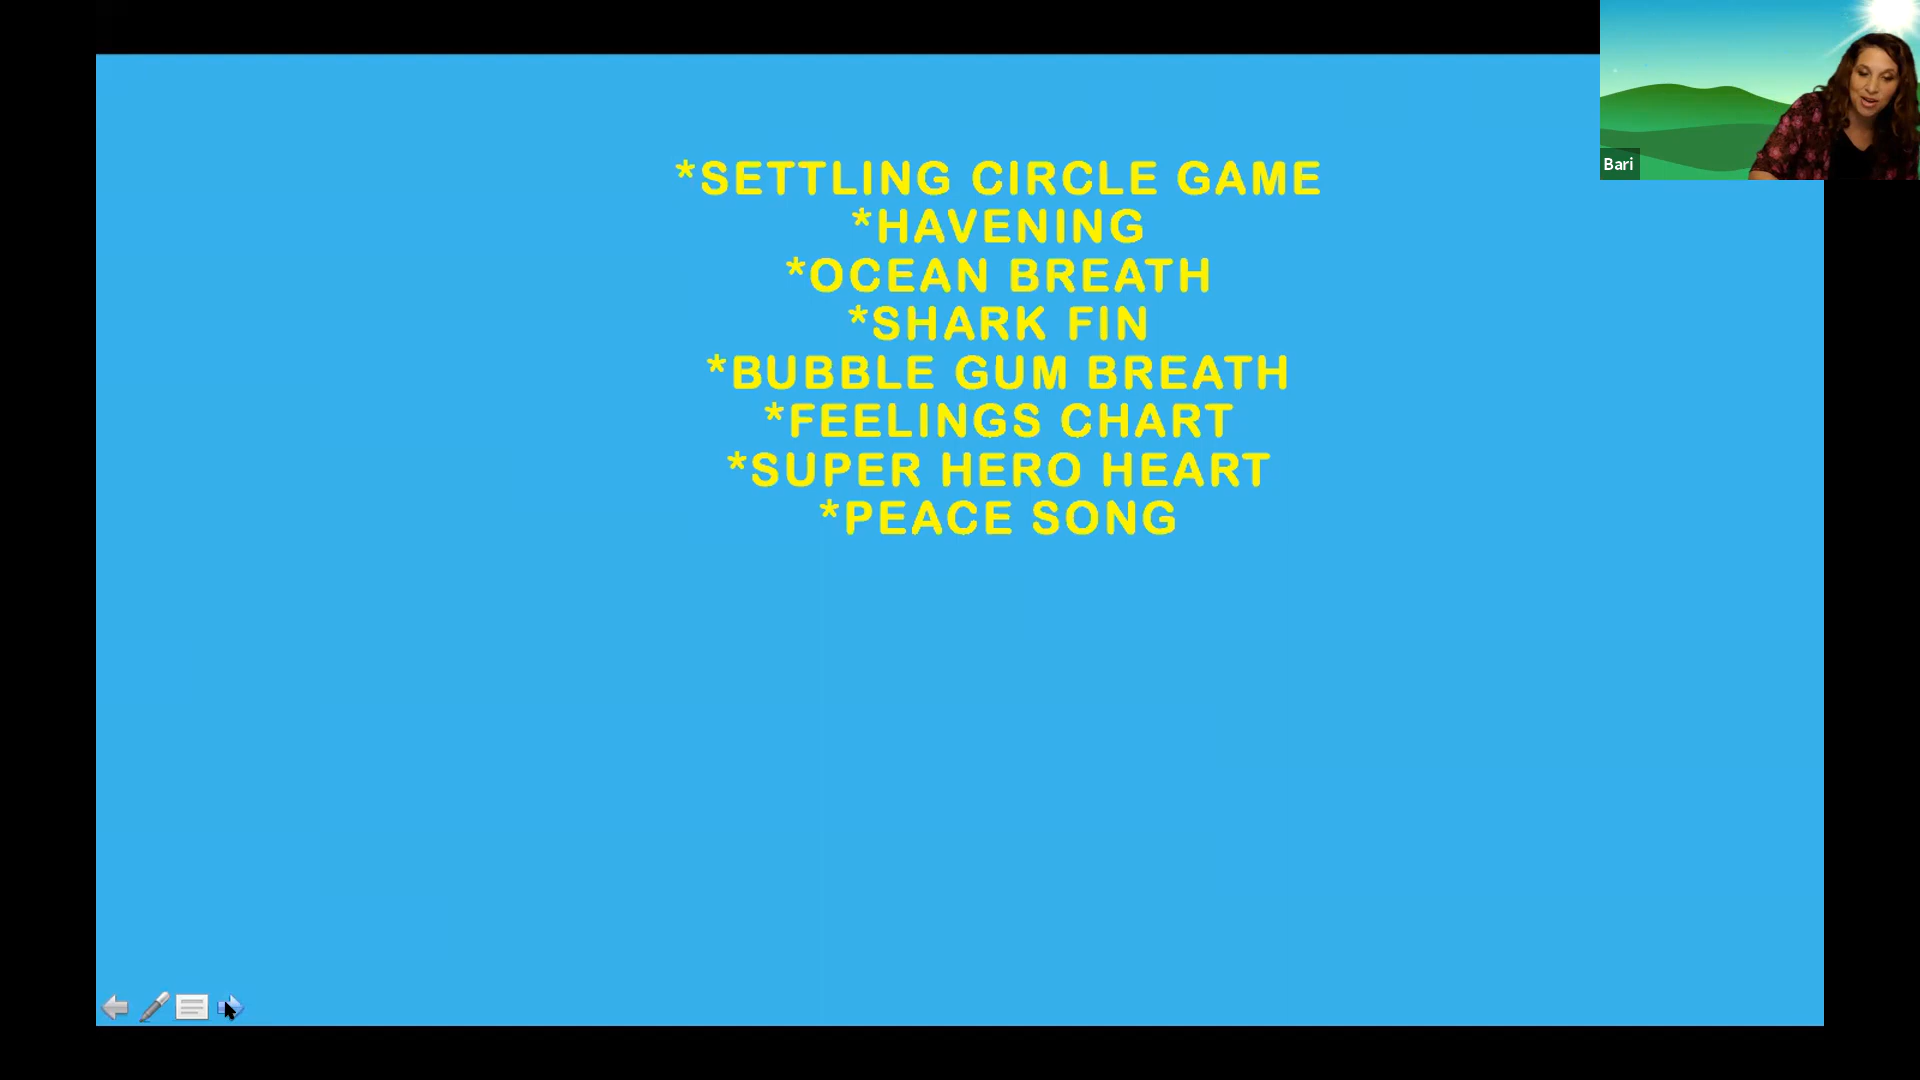 *SETTLING CIRCLE GAME
*HAVENING
*OCEAN BREATH
*SHARK FIN
*BUBBLE GUM BREATH
*FEELINGS CHART
*SUPER HERO HEART
*PEACE SONG
Bari